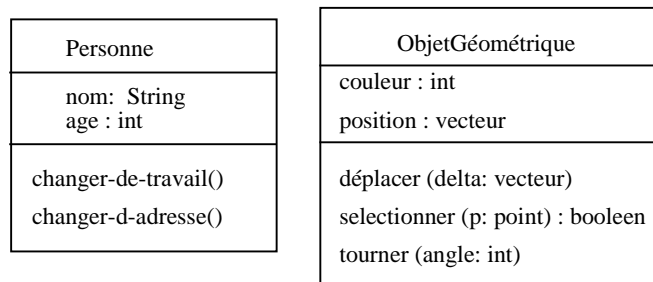 Personne
nom: String
age : int
changer-de-travail()
changer-d-adresse()
ObjetGéométrique
couleur : int
position : vecteur
déplacer (delta: vecteur)
selectionner (p: point) : booleen
tourner (angle: int)